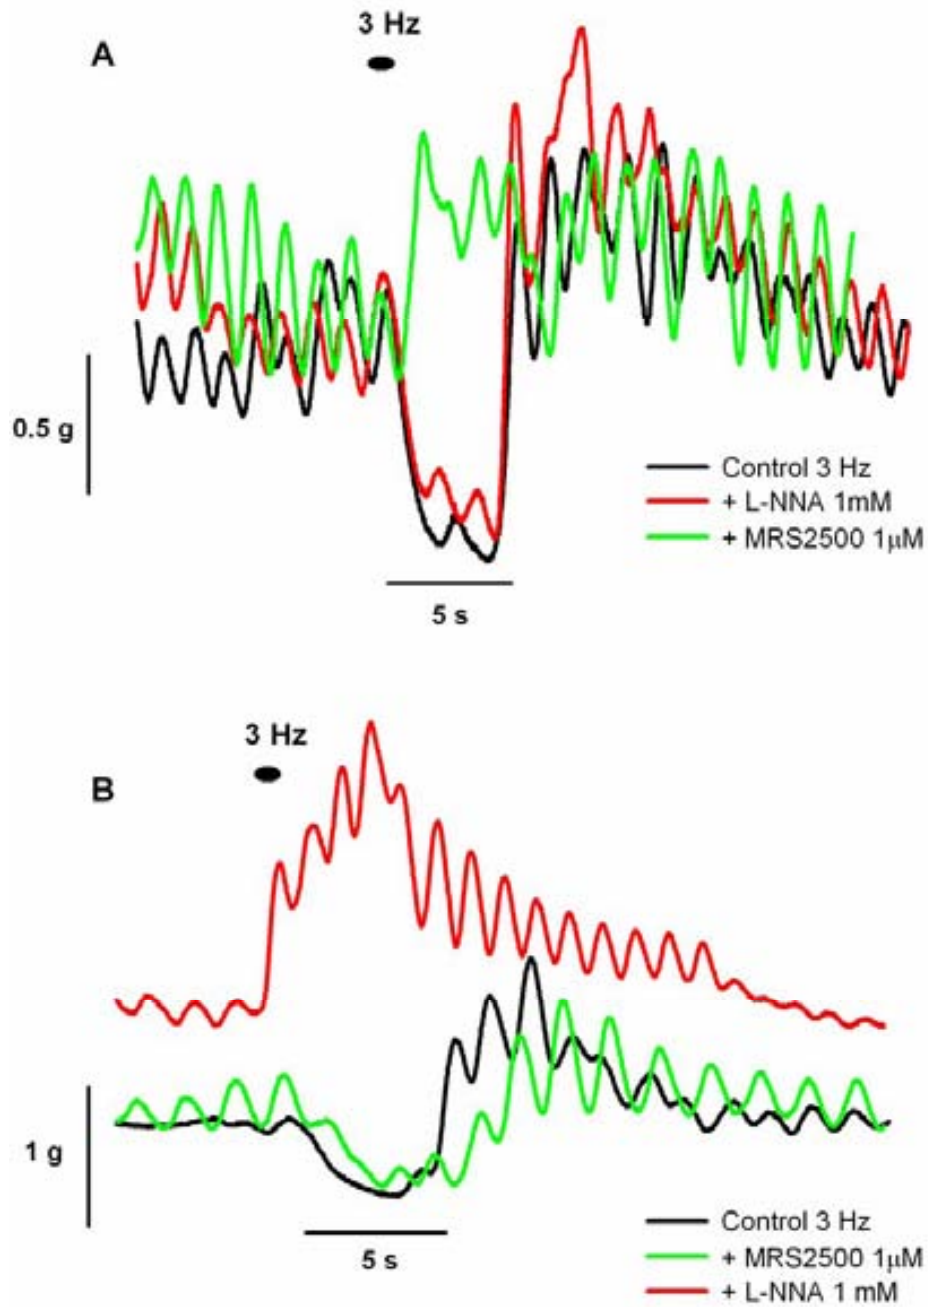 3 Hz
A
0.5 g
Control 3 Hz
+ L-NNA 1mM
+ MRS2500 1μM
5 s
3 Hz
B
1 g
Control 3 Hz
+ MRS2500 1μM
+ L-NNA 1 mM
5 s